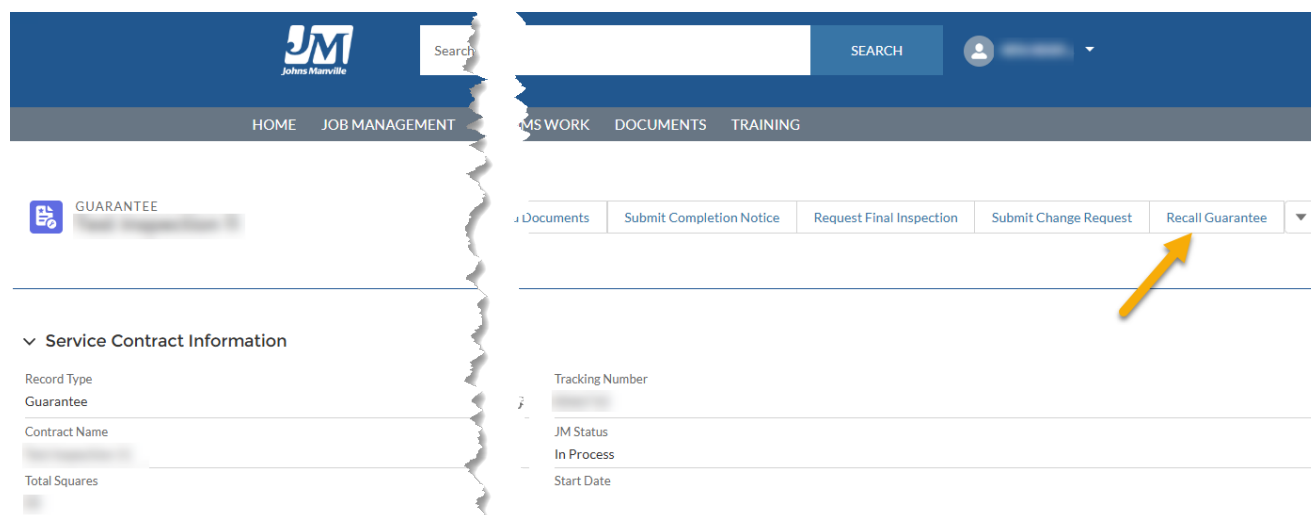 JM
Johns Manville
Search
SEARCH
HOME JOB MANAGEMENT WORK DOCUMENTS TRAINING
GUARANTEE
Documents Submit Completion Notice Request Final Inspection Submit Change Request Recall Guarantee
Service Contract Information
Record Type
Guarantee
Tracking Number
Contract Name
JM Status
In Process
Total Squares
Start Date